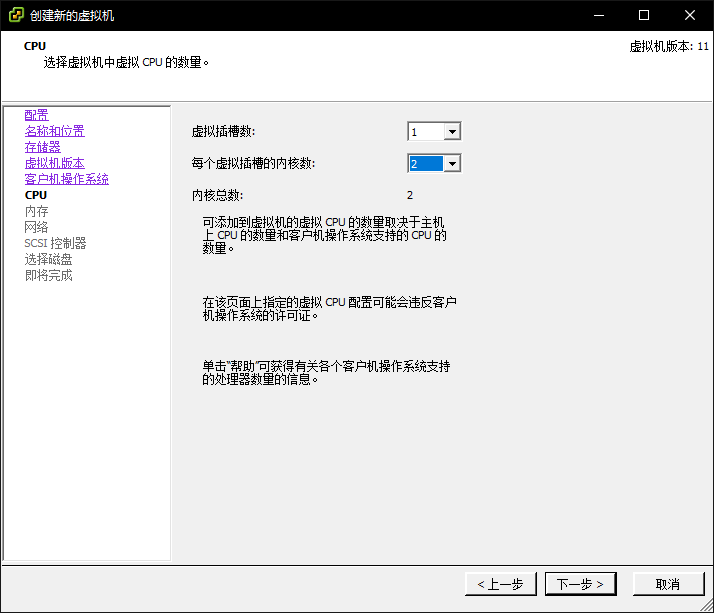 创建新的虚拟机
CPU
选择虚拟机中虚拟 CPU 的数量。
虚拟机版本: 11
配置
名称和位置
存储器
虚拟机版本
客户机操作系统
CPU
内存
网络
SCSI 控制器
选择磁盘
即将完成
虚拟插槽数:
1
每个虚拟插槽的内核数:
2
内核总数:
2
可添加到虚拟机的虚拟 CPU 的数量取决于主机
上 CPU 的数量和客户机操作系统支持的 CPU 的
数量。
在该页面上指定的虚拟 CPU 配置可能会违反客户
机操作系统的许可证。
单击“帮助”可获得有关各个客户机操作系统支持
的处理器数量的信息。
< 上一步
下一步 >
取消